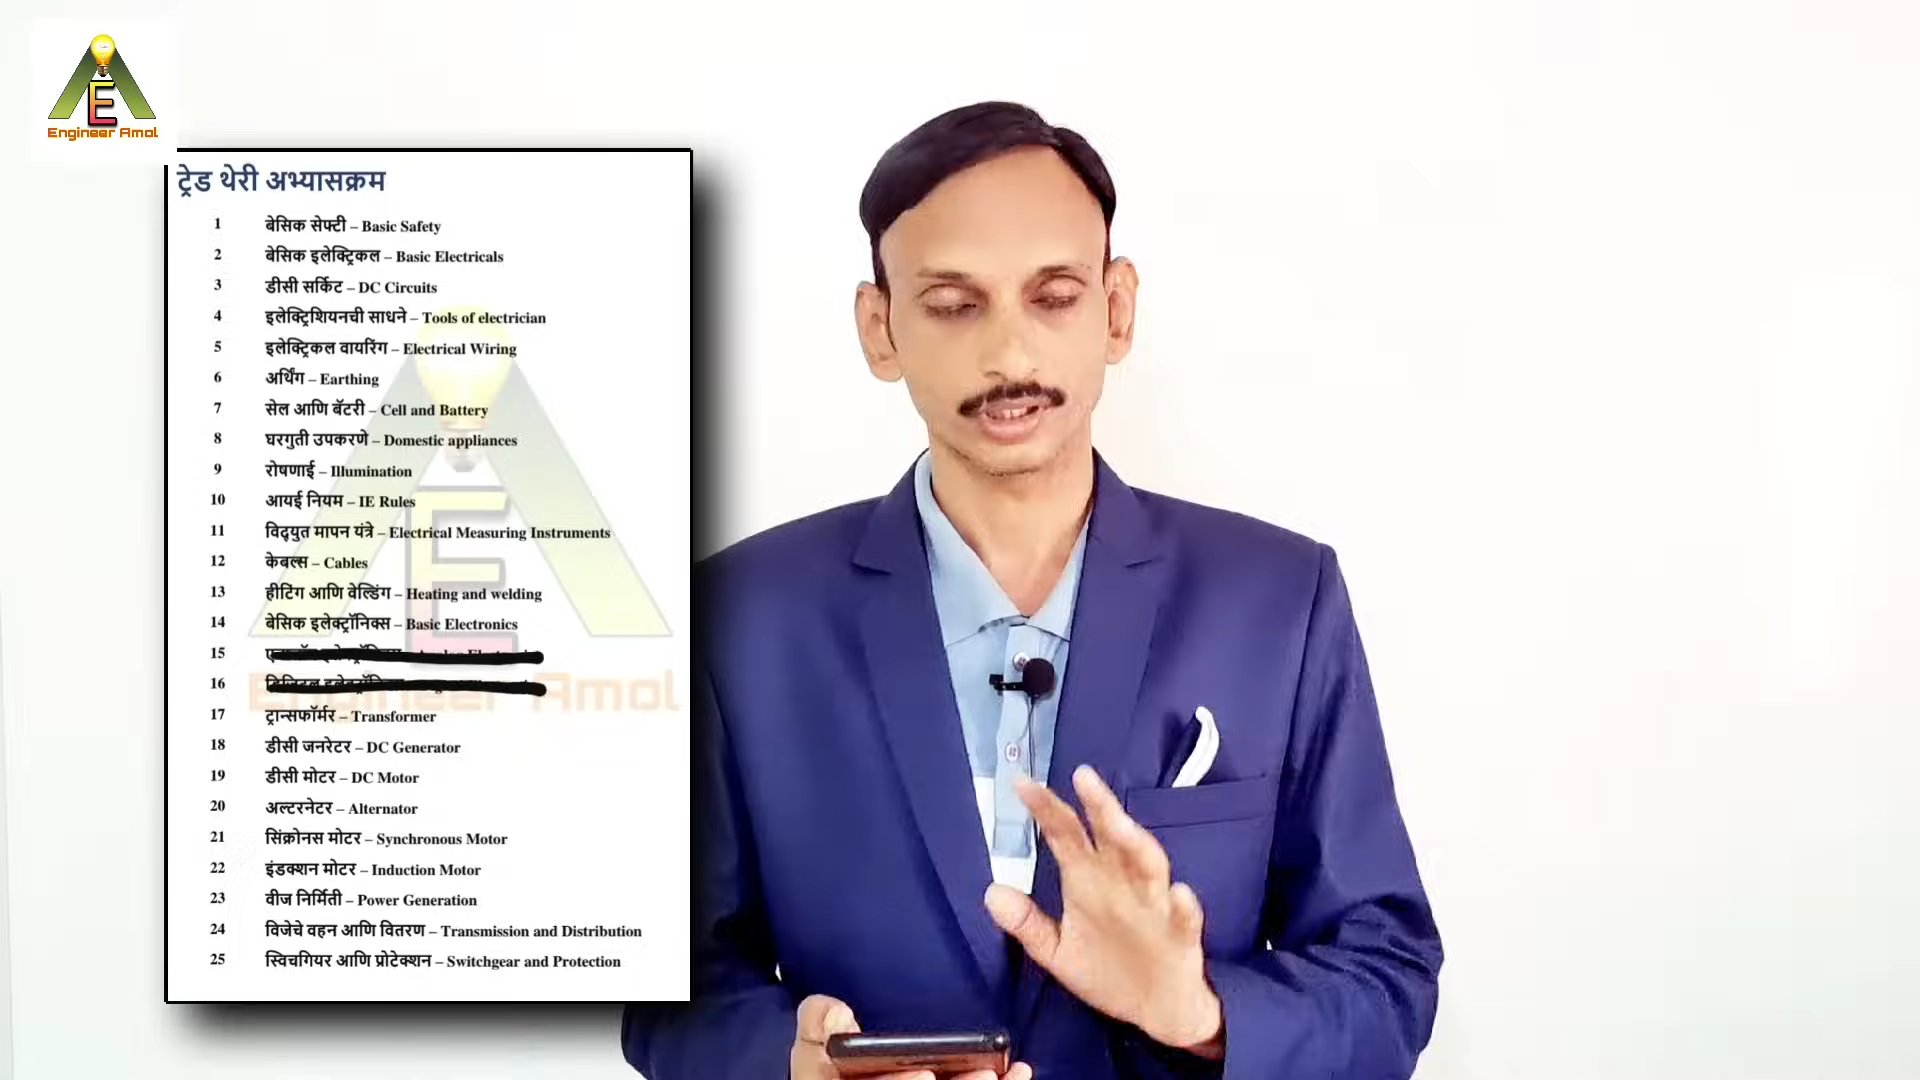 E
Engineer Amol
ट्रेड थेरी अभ्यासक्रम
1 बेसिक सेफ्टी – Basic Safety
2 बेसिक इलेक्ट्रिकल – Basic Electricals
3 डीसी सर्किट – DC Circuits
4 इलेक्ट्रिशियनची साधने – Tools of electrician
5 इलेक्ट्रिकल वायरिंग – Electrical Wiring
6 अर्थिंग – Earthing
7 सेल आणि बॅटरी – Cell and Battery
8 घरगुती उपकरणे – Domestic appliances
9 रोषणाई – Illumination
10 आयई नियम – IE Rules
11 विद्युत मापन यंत्रे – Electrical Measuring Instruments
12 केबल्स – Cables
13 हीटिंग आणि वेल्डिंग – Heating and welding
14 बेसिक इलेक्ट्रॉनिक्स – Basic Electronics
15
16
17 ट्रान्सफॉर्मर – Transformer
18 डीसी जनरेटर – DC Generator
19 डीसी मोटर – DC Motor
20 अल्टरनेटर – Alternator
21 सिंक्रोनस मोटर – Synchronous Motor
22 इंडक्शन मोटर – Induction Motor
23 वीज निर्मिती – Power Generation
24 विजेचे वहन आणि वितरण – Transmission and Distribution
25 स्विचगियर आणि प्रोटेक्शन – Switchgear and Protection
E
Engineer Amol